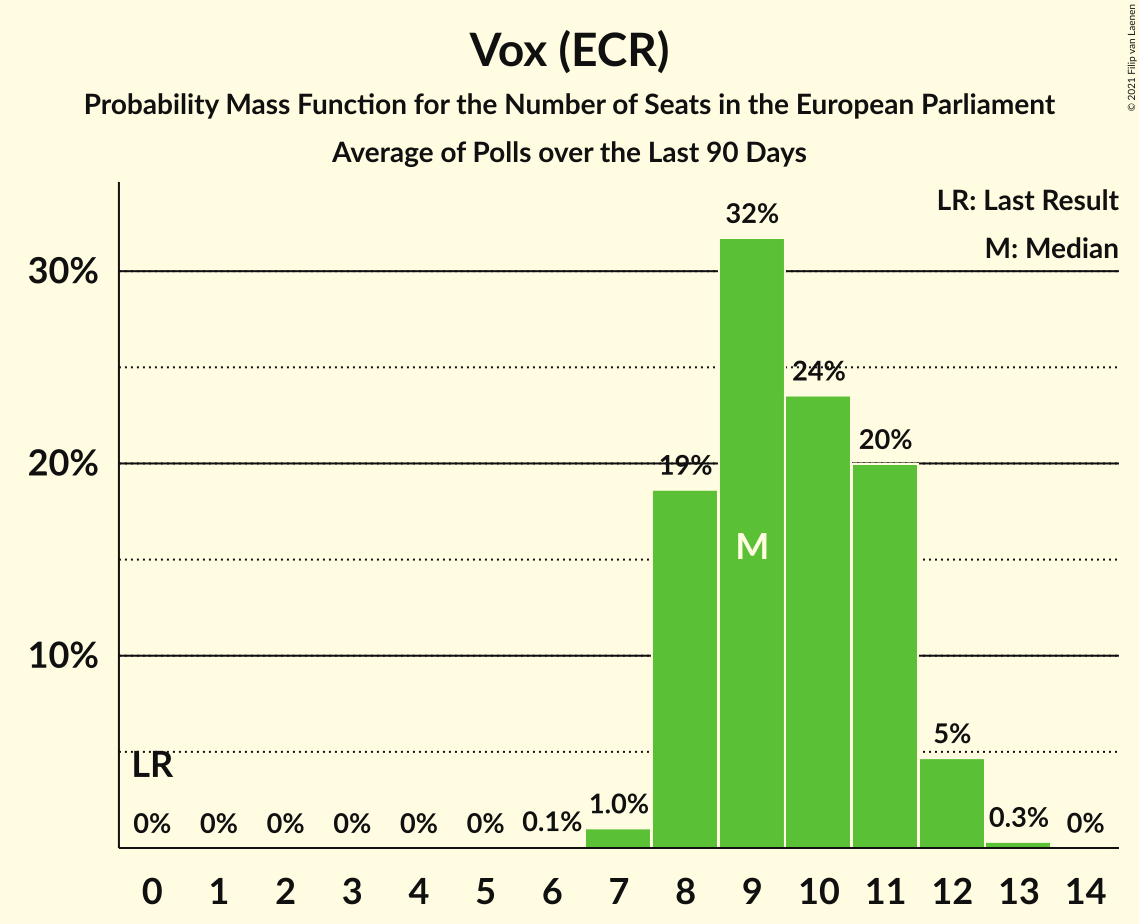 Vox (ECR)
Probability Mass Function for the Number of Seats in the European Parliament
Average of Polls over the Last 90 Days
© 2021 Filip van Laenen
LR: Last Result
M: Median
32%
30%
24%
20%
20%
19%
M
10%
5%
LR
0% 0% 0% 0% 0% 0% 0.1% 1.0% 0.3% 0%
0 1 2 3 4 5 6 7 8 9 10 11 12 13 14